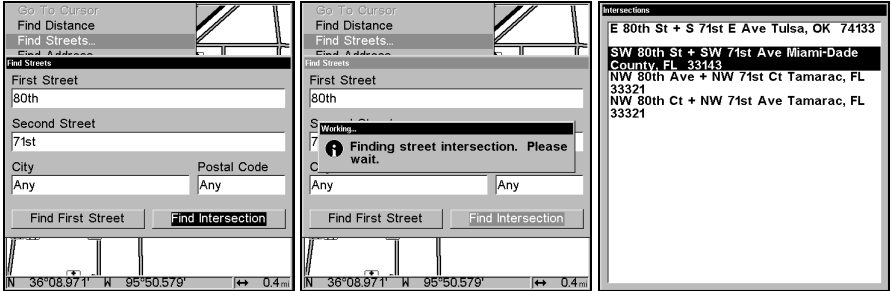 Go To Cursor
Find Distance
Find Streets...
Find Address
Find Streets
First Street
80th
Second Street
71st
City
Postal Code
Any
Any
Find First Street
Find Intersection
N 36°08.971' W 95°50.579' ↔ 0.4mi
Go To Cursor
Find Distance
Find Streets...
Find Address
Find Streets
First Street
80th
Working...
Finding street intersection. Please
wait.
Any
Any
Find First Street
Find Intersection
N 36°08.971' W 95°50.579' ↔ 0.4mi
Intersections
E 80th St + S 71st E Ave Tulsa, OK 74133
SW 80th St + SW 71st Ave Miami-Dade
County, FL 33143
NW 80th Ave + NW 71st Ct Tamarac, FL
33321
NW 80th Ct + NW 71st Ave Tamarac, FL
33321